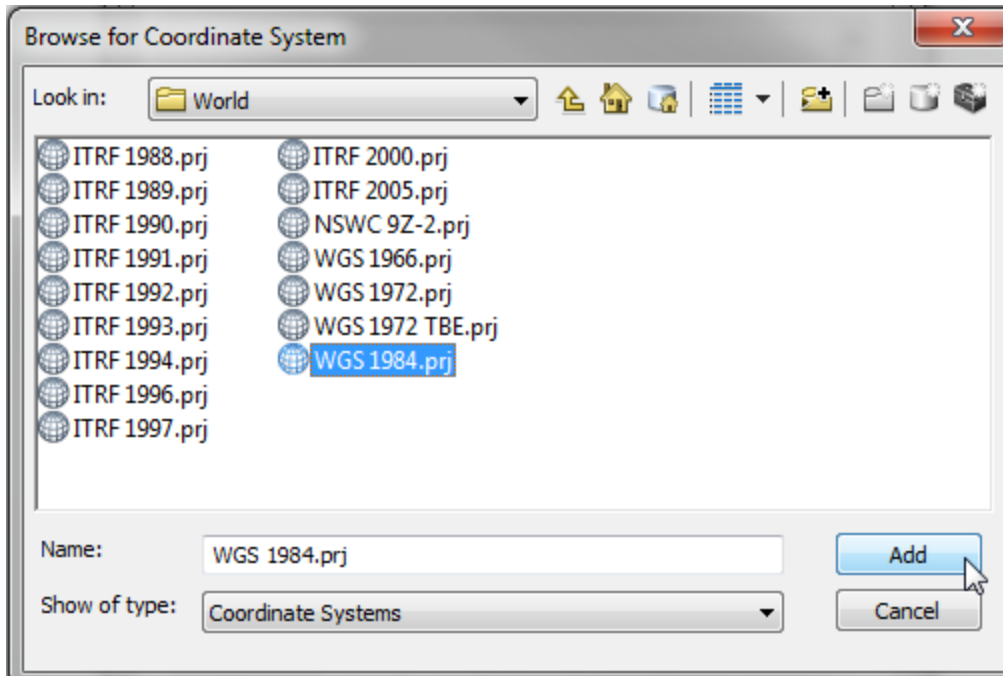 Browse for Coordinate System
Look in: World
ITRF 1988.prj
ITRF 1989.prj
ITRF 1990.prj
ITRF 1991.prj
ITRF 1992.prj
ITRF 1993.prj
ITRF 1994.prj
ITRF 1996.prj
ITRF 1997.prj
ITRF 2000.prj
ITRF 2005.prj
NSWC 9Z-2.prj
WGS 1966.prj
WGS 1972.prj
WGS 1972 TBE.prj
WGS 1984.prj
Name: WGS 1984.prj Add
Show of type: Coordinate Systems Cancel